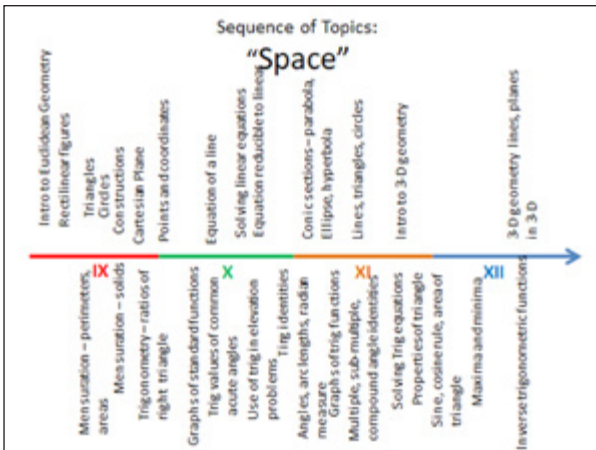 Sequence of Topics:
"Space"
Intro to Euclidean Geometry
Rectilinear figures
Triangles
Circles
Constructions
Cartesian Plane
Points and coordinates
Equation of a line
Solving linear equations
Equation reducible to linear
Conic sections – parabola,
Ellipse, hyperbola
Lines, triangles, circles
Intro to 3-D geometry
3-D geometry lines, planes
in 3-D
IX
X
XI
XII
Mensuration – perimeters,
areas
Mensuration – solids
Trigonometry – ratios of
right triangle
Graphs of standard functions
Trig values of common
acute angles
Use of trig in elevation
problems
Tirg identities
Angles, arc lengths, radian
measure
Graphs of trig functions
Multiple, sub-multiple,
compound angle identities
Solving Trig equations
Properties of triangle
Sine, cosine rule, area of
triangle
Maxima and minima
Inverse trigonometric functions